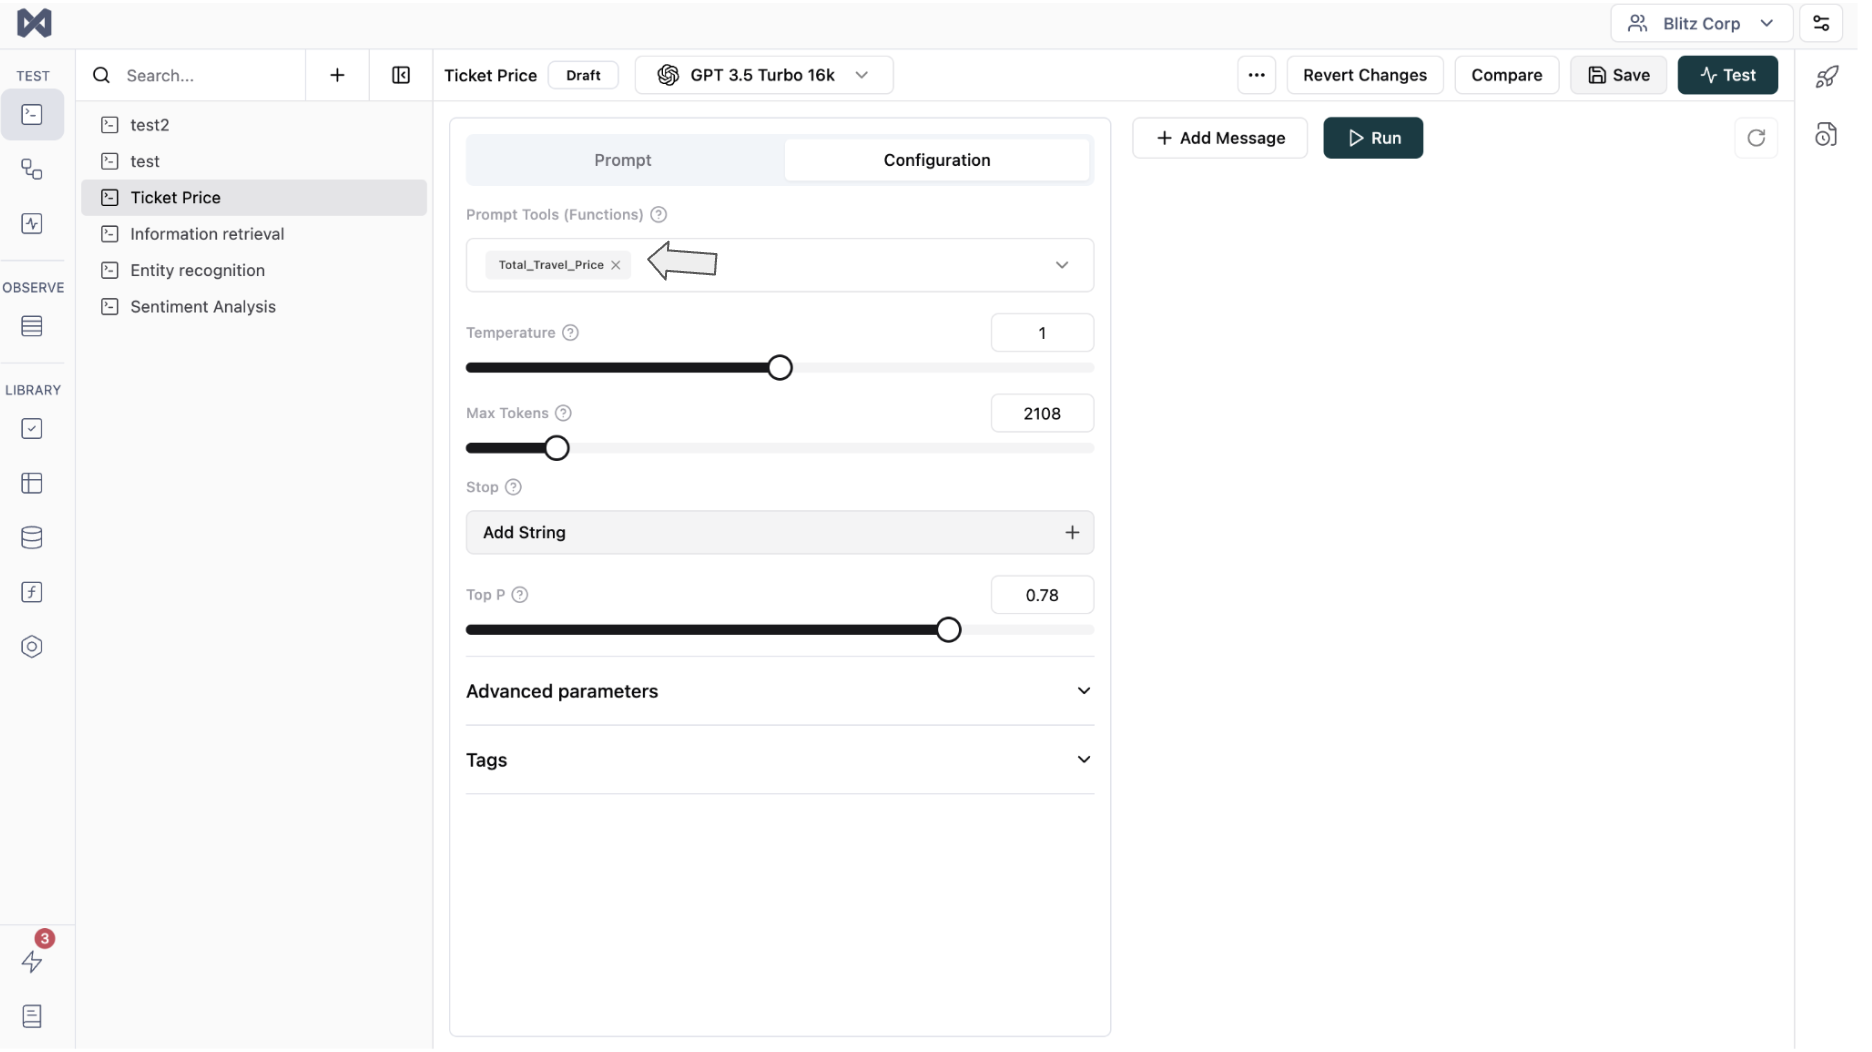 Blitz Corp
TEST
Search...
Ticket Price
Draft
GPT 3.5 Turbo 16k
Revert Changes
Compare
Save
Test
test2
test
Ticket Price
Information retrieval
Entity recognition
Sentiment Analysis
OBSERVE
LIBRARY
3
Prompt
Configuration
Prompt Tools (Functions)
Total_Travel_Price
Temperature
1
Max Tokens
2108
Stop
Add String
Top P
0.78
Advanced parameters
Tags
Add Message
Run